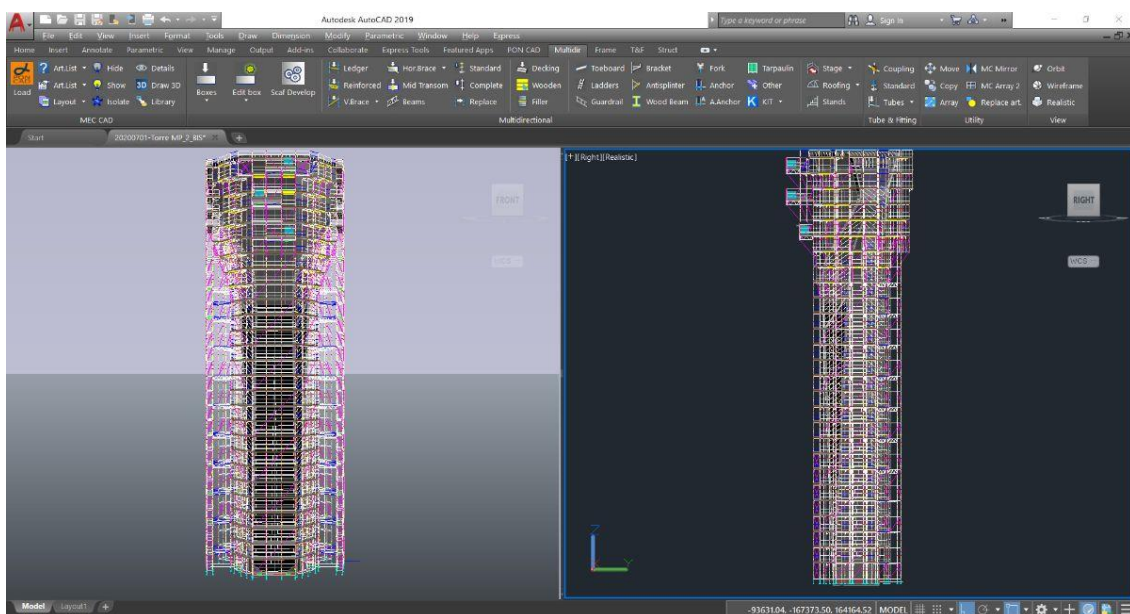 Autodesk AutoCAD 2019
Type a keyword or phrase
Sign In
File Edit View Insert Format Tools Draw Dimension Modify Parametric Window Help Express
Home Insert Annotate Parametric View Manage Output Add-ins Collaborate Express Tools Featured Apps PON CAD Multide Frame T&F Struct
Load ? Art.List Hide Details
Art.List Show 3D Draw 3D
Layout Isolate Library
Boxes Edit box Scaf Develop
Ledger Hor.Brace Standard Decking Toeboard Bracket Fork Tarpaulin Stage Coupling Move MC Mirror Orbit
Reinforced Mid Transom Complete Wooden Ladders Antisplinter Anchor Other Roofing Standard Copy MC Array 2 Wireframe
V.Brace Beams Replace Filler Guardrail Wood Beam A.Anchor KIT Stands Tubes Array Replace art. Realistic
MEC CAD Multidirectional Tube & Fitting Utility View
Start 20200701-Torre MP_2_BIS*
[+][Right][Realistic]
FRONT
RIGHT
WCS
WCS
Z
Y
Model Layout1 +
-93631.04, -167373.50, 164164.52 MODEL